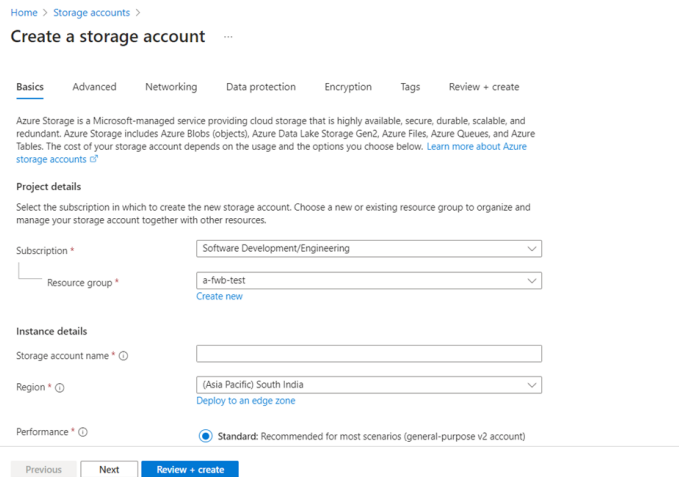 Home > Storage accounts >
Create a storage account ...
Basics Advanced Networking Data protection Encryption Tags Review + create
Azure Storage is a Microsoft-managed service providing cloud storage that is highly available, secure, durable, scalable, and
redundant. Azure Storage includes Azure Blobs (objects), Azure Data Lake Storage Gen2, Azure Files, Azure Queues, and Azure
Tables. The cost of your storage account depends on the usage and the options you choose below. Learn more about Azure
storage accounts
Project details
Select the subscription in which to create the new storage account. Choose a new or existing resource group to organize and
manage your storage account together with other resources.
Subscription * Software Development/Engineering
Resource group * a-fwb-test
Create new
Instance details
Storage account name *
Region * (Asia Pacific) South India
Deploy to an edge zone
Performance * Standard: Recommended for most scenarios (general-purpose v2 account)
Previous Next Review + create